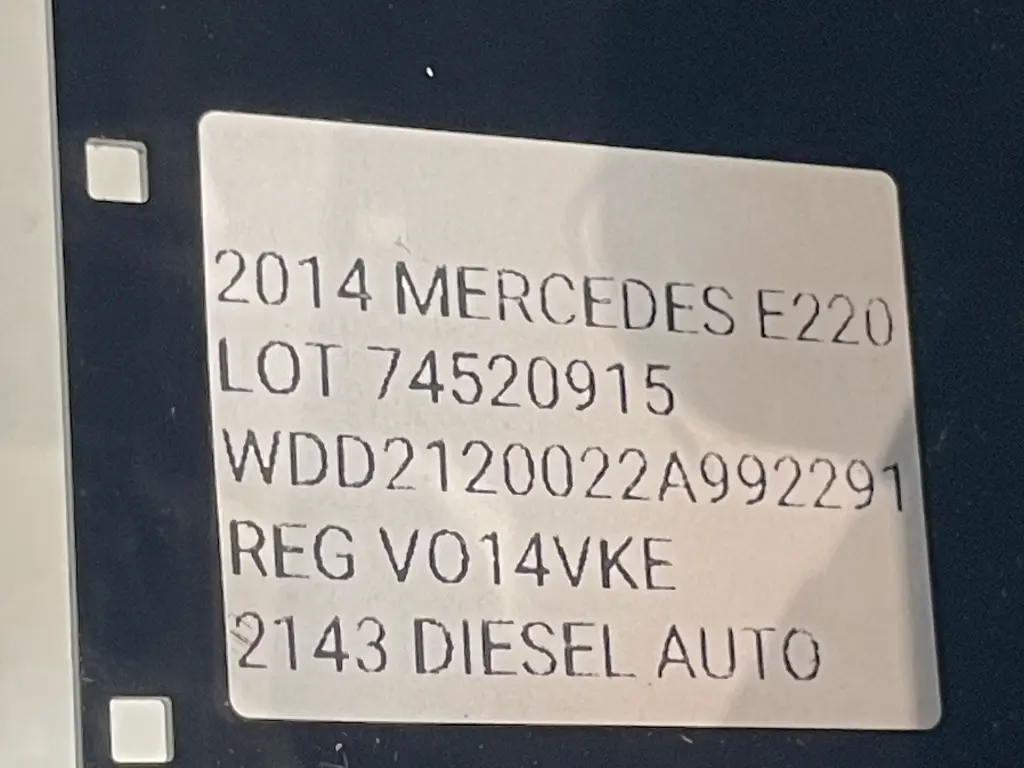 2014 MERCEDES E220
LOT 74520915
WDD2120022A992291
REG VO14VKE
2143 DIESEL AUTO